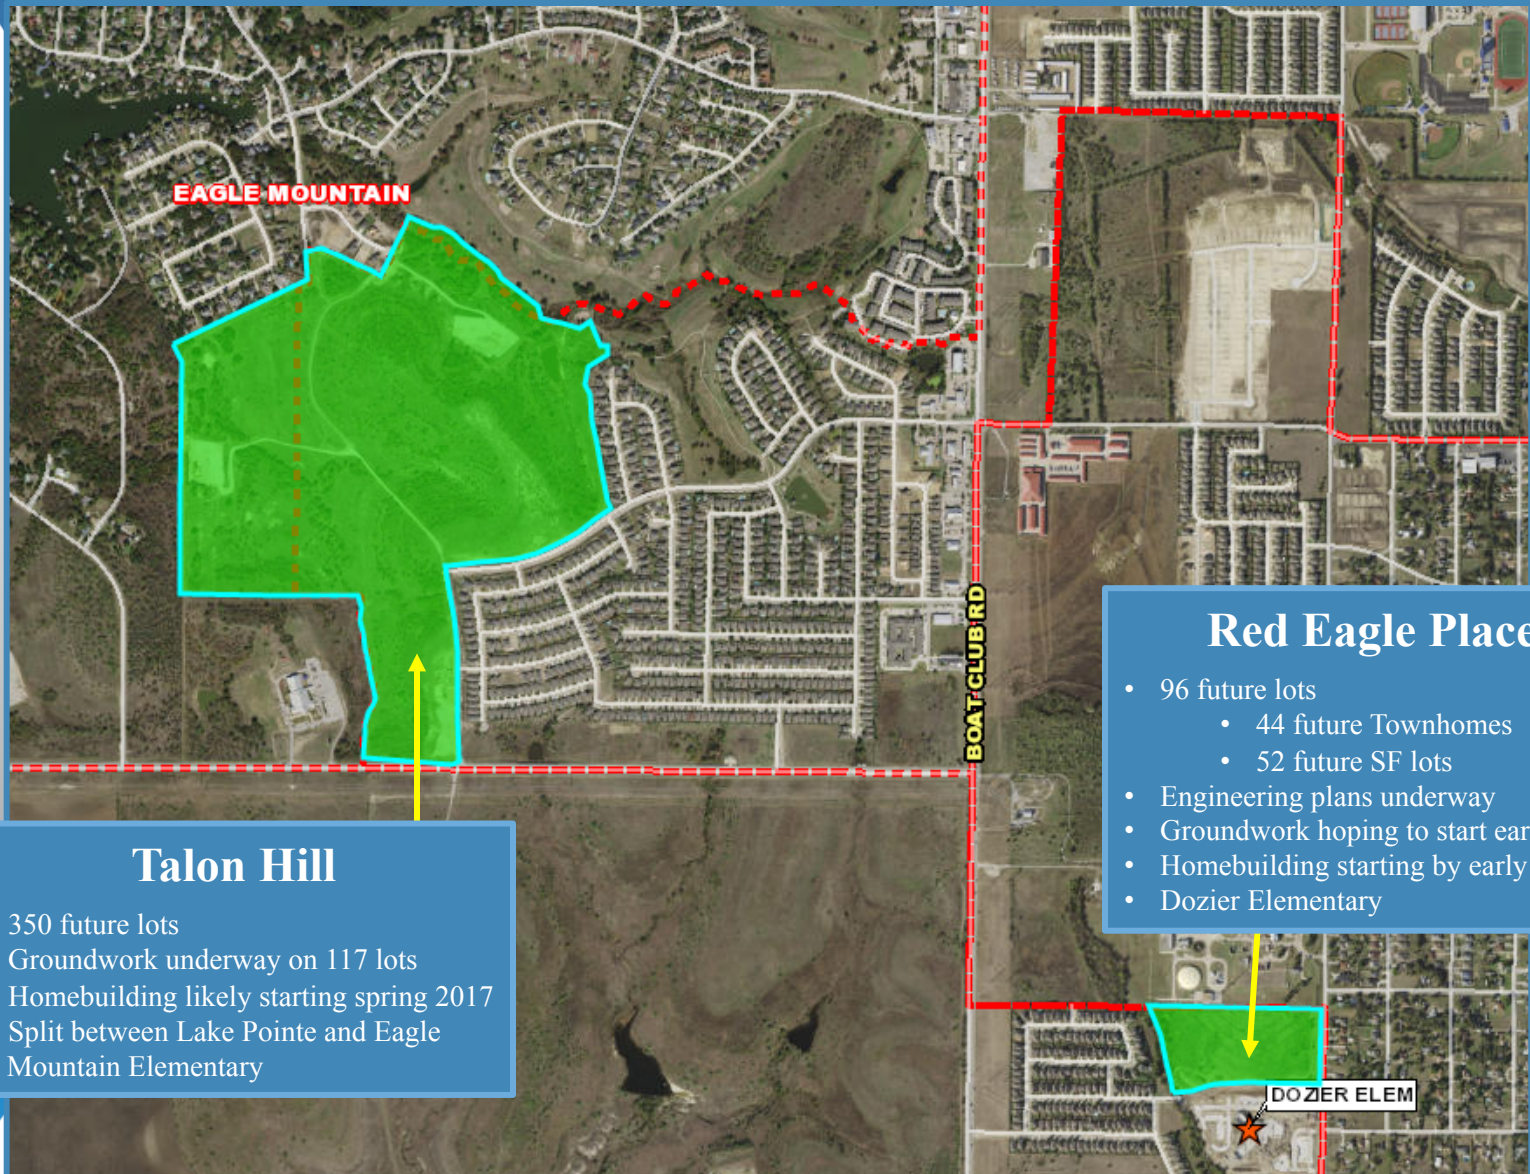 EAGLE MOUNTAIN
BOAT CLUB RD
Red Eagle Place
• 96 future lots
• 44 future Townhomes
• 52 future SF lots
• Engineering plans underway
• Groundwork hoping to start
• Homebuilding starting by early
• Dozier Elementary
Talon Hill
350 future lots
Groundwork underway on 117 lots
Homebuilding likely starting spring 2017
Split between Lake Pointe and Eagle
Mountain Elementary
DOZIER ELEM